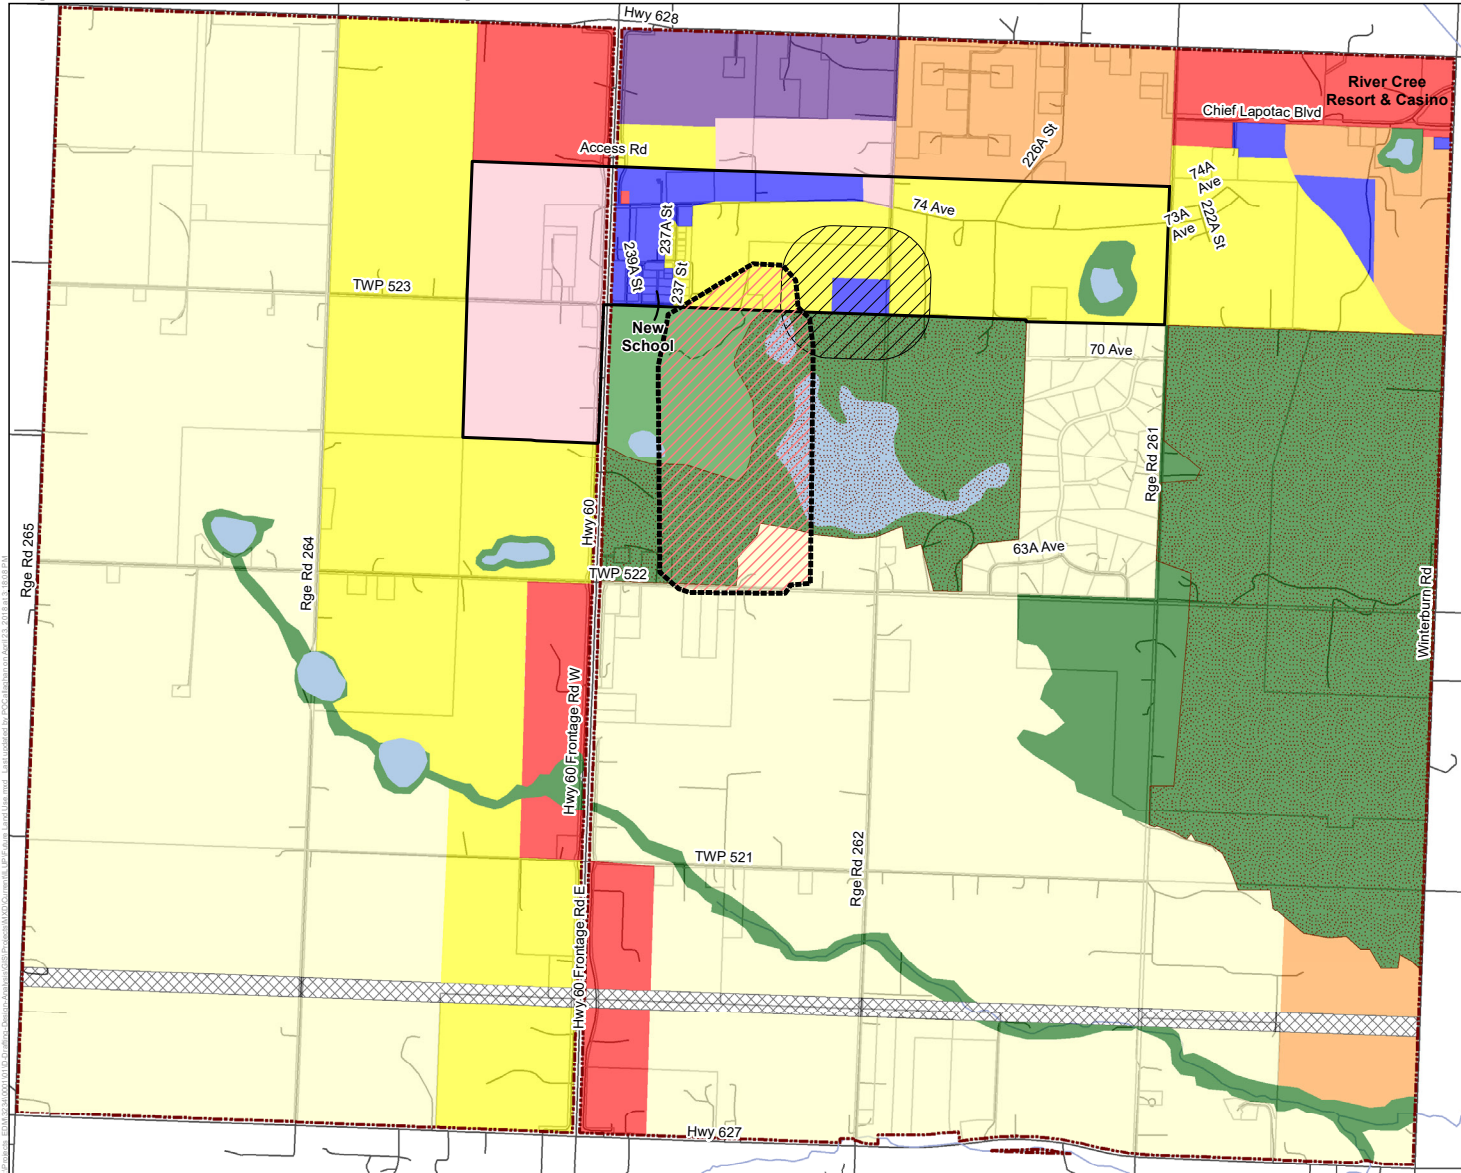 Hwy 628
River Cree
Resort & Casino
Chief Lapotac Blvd
Access Rd
226A St
74A
Ave
74 Ave
73A
Ave
222A St
237A St
239A St
237 St
TWP 523
New
School
70 Ave
Rge Rd 261
Hwy 60
63A Ave
Rge Rd 265
Rge Rd 264
TWP 522
Winterburn Rd
Hwy 60 Frontage Rd W
TWP 521
Rge Rd 262
Hwy 60 Frontage Rd E
Hwy 627